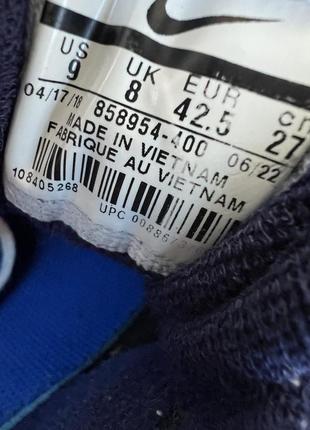 US UK EUR
9 8 42.5 27
04/17/18 858954-400 06/22
MADE IN VIETNAM
FABRIQUE AU VIETNAM
108405268
UPC